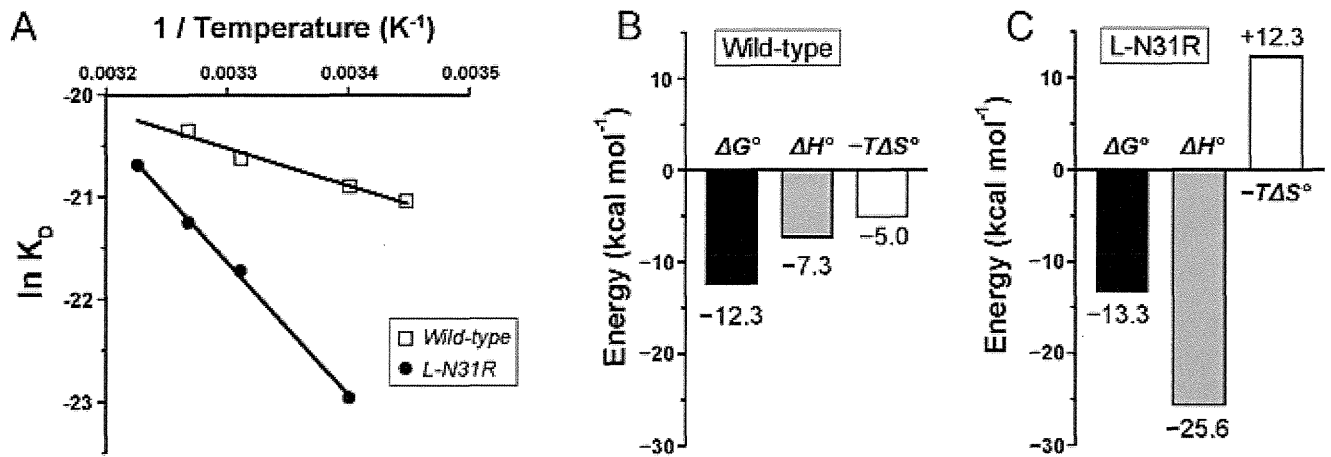 A
1 / Temperature (K⁻¹)
0.0032 0.0033 0.0034 0.0035
-20
-21
-22
-23
ln K_D
Wild-type
L-N31R
B
Wild-type
Energy (kcal mol⁻¹)
10
0
−10
−20
−30
ΔG° ΔH° −TΔS°
−12.3
−7.3
−5.0
C
L-N31R
+12.3
Energy (kcal mol⁻¹)
10
0
−10
−20
−30
ΔG° ΔH°
−TΔS°
−13.3
−25.6